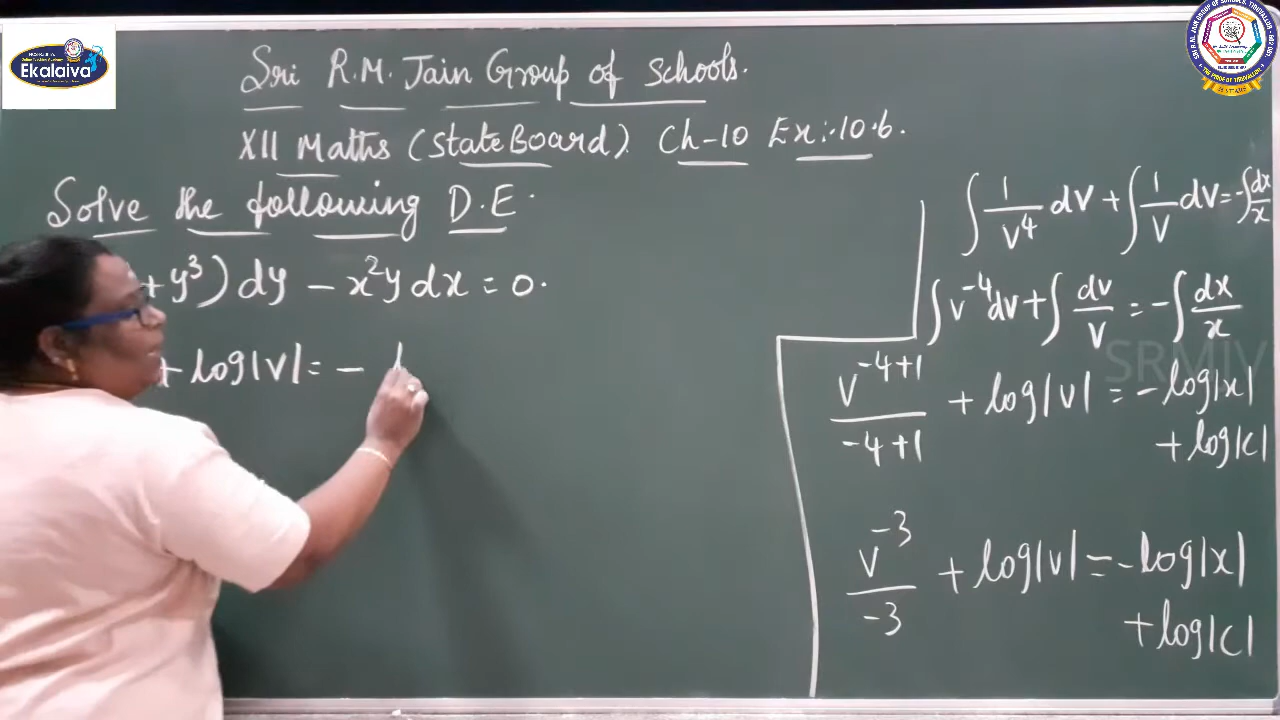 Ekalaiva
Sri R.M. Jain Group of Schools.
XII Maths (State Board) Ch-10 Ex:-10.6.
Solve the following D.E.
+ y³) dy - x²y dx = 0.
+ log|v| = -
∫ 1/v⁴ dv + ∫ 1/v dv = -∫ dx/x
∫ v⁻⁴ dv + ∫ dv/v = -∫ dx/x
v⁻⁴⁺¹/-4+1 + log|v| = -log|x|
+ log|c|
v⁻³/-3 + log|v| = -log|x|
+ log|c|
SRMJV